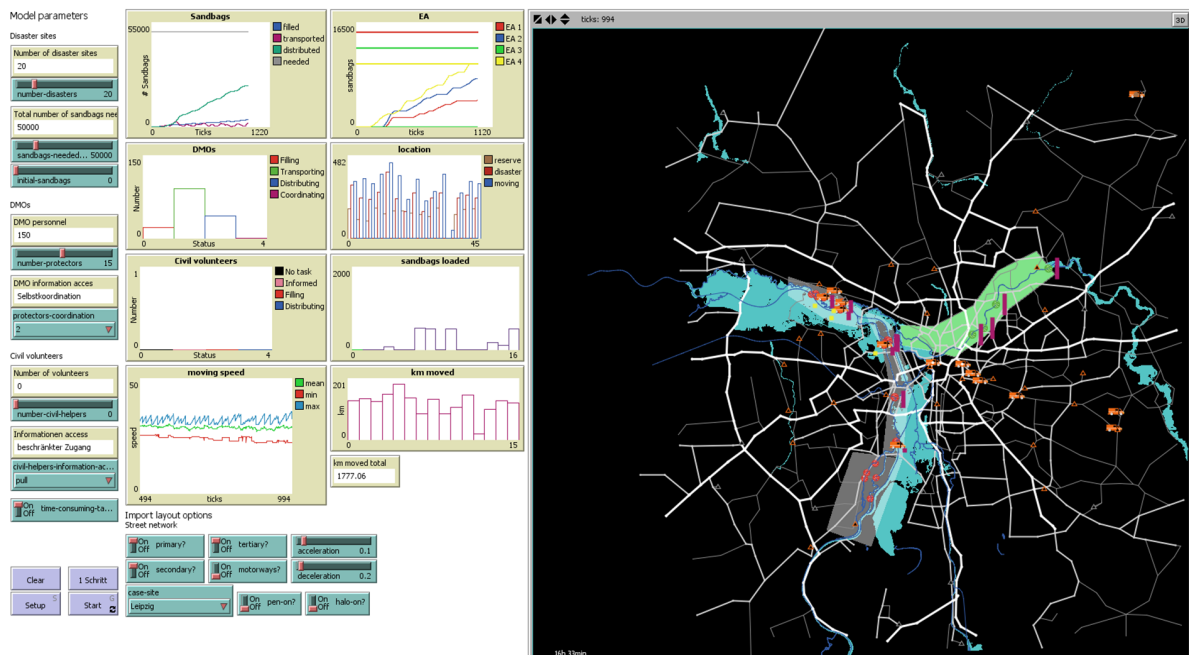 Model parameters
Disaster sites
Number of disaster sites
20
number-disasters 20
Total number of sandbags nee
50000
sandbags-needed... 50000
initial-sandbags 0
DMOs
DMO personnel
150
number-protectors 15
DMO information acces
Selbstkoordination
protectors-coordination
2
Civil volunteers
Number of volunteers
0
number-civil-helpers 0
Informationen access
beschränkter Zugang
civil-helpers-information-ac...
pull
On
Off
time-consuming-ta...
Clear
1 Schritt
Setup S
Start G
Sandbags
55000
# Sandbags
0
0 Ticks 1220
filled
transported
distributed
needed
EA
16500
sandbags
0
0 ticks 1120
EA 1
EA 2
EA 3
EA 4
DMOs
150
Number
0
0 Status 4
Filling
Transporting
Distributing
Coordinating
location
482
0
0 45
reserve
disaster
moving
Civil volunteers
1
Number
0
0 Status 4
No task
Informed
Filling
Distributing
sandbags loaded
2000
0
0 16
moving speed
50
speed
0
494 ticks 994
mean
min
max
km moved
201
km
0
0 15
km moved total
1777.06
Import layout options
Street network
On
Off
primary?
On
Off
tertiary?
acceleration 0.1
On
Off
secondary?
On
Off
motorways?
deceleration 0.2
case-site
Leipzig
On
Off
pen-on?
On
Off
halo-on?
ticks: 994
3D
16h 33min